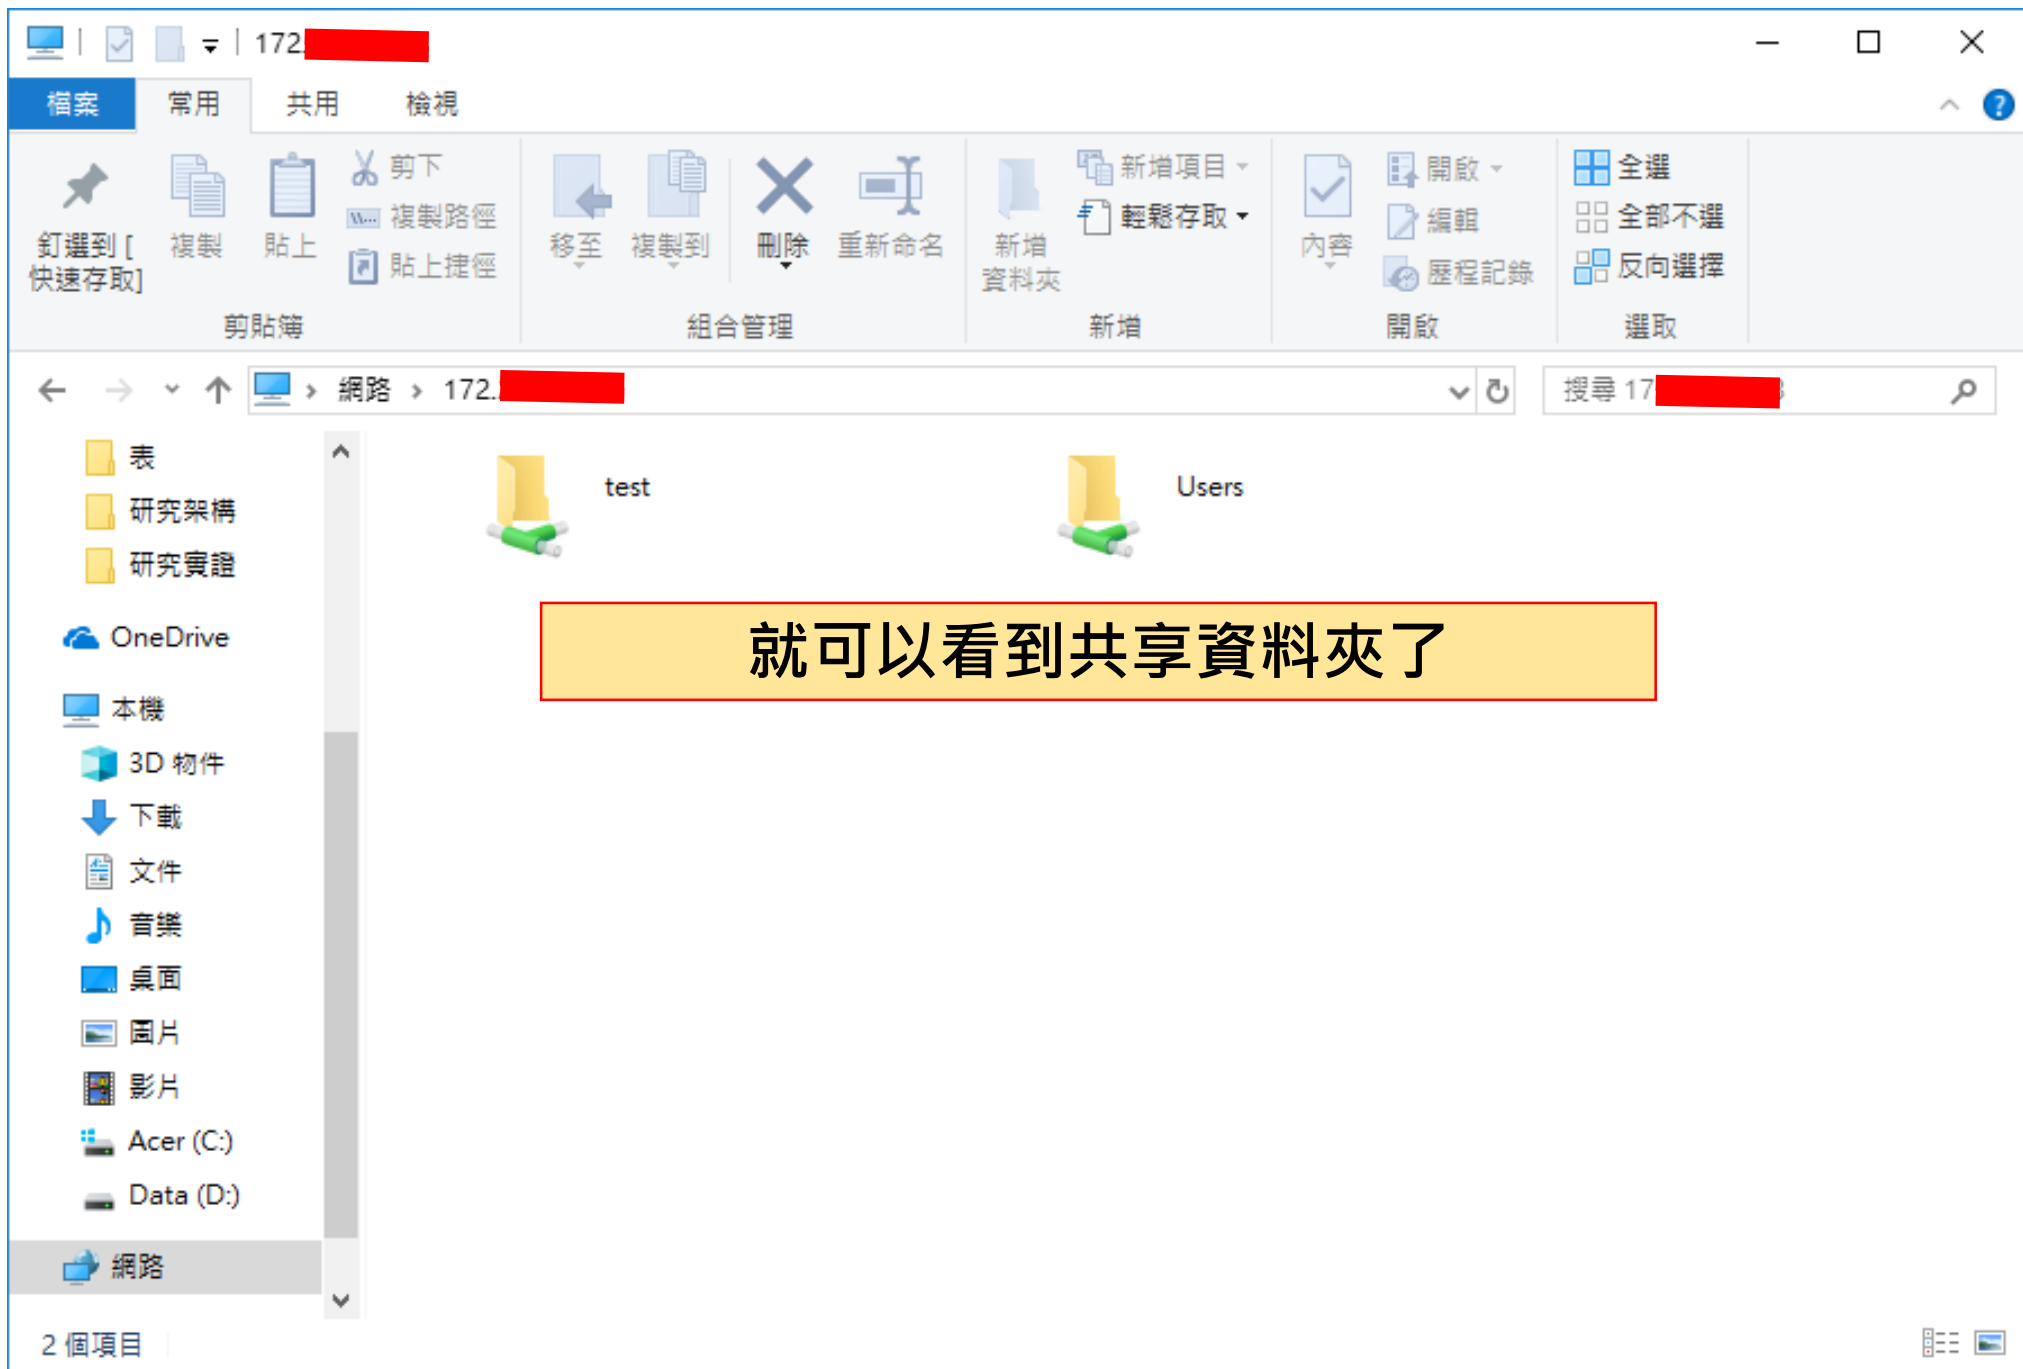 172.
檔案 常用 共用 檢視
釘選到 [
快速存取]
複製
貼上
剪下
複製路徑
貼上捷徑
剪貼簿
移至
複製到
刪除
重新命名
組合管理
新增
資料夾
新增項目
輕鬆存取
新增
內容
開啟
編輯
歷程記錄
開啟
全選
全部不選
反向選擇
選取
網路 › 172.
搜尋 17
表
研究架構
研究實證
OneDrive
本機
3D 物件
下載
文件
音樂
桌面
圖片
影片
Acer (C:)
Data (D:)
網路
test
Users
就可以看到共享資料夾了
2 個項目